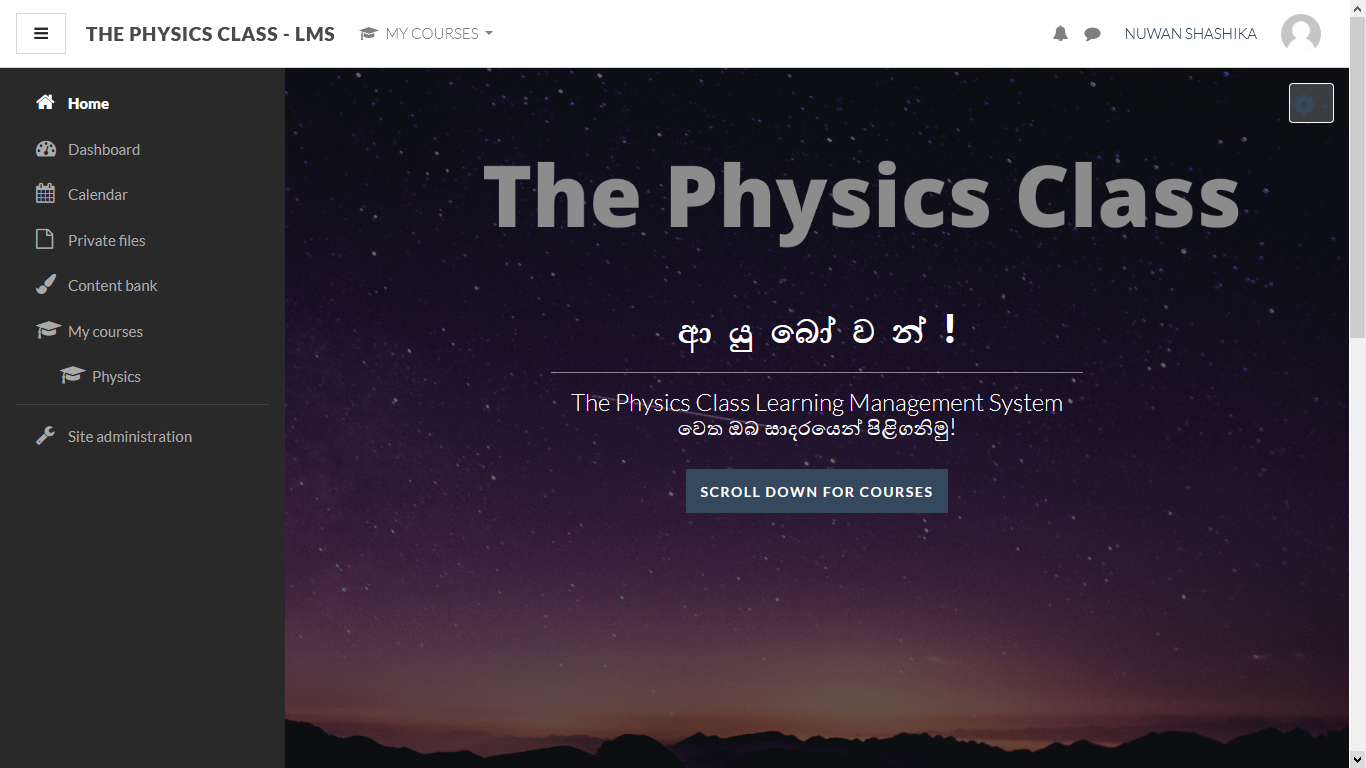 THE PHYSICS CLASS - LMS
MY COURSES
NUWAN SHASHIKA
Home
Dashboard
Calendar
Private files
Content bank
My courses
Physics
Site administration
The Physics Class
ආ යු බෝ ව න් !
The Physics Class Learning Management System
වෙත ඔබ සාදරයෙන් පිළිගනිමු!
SCROLL DOWN FOR COURSES